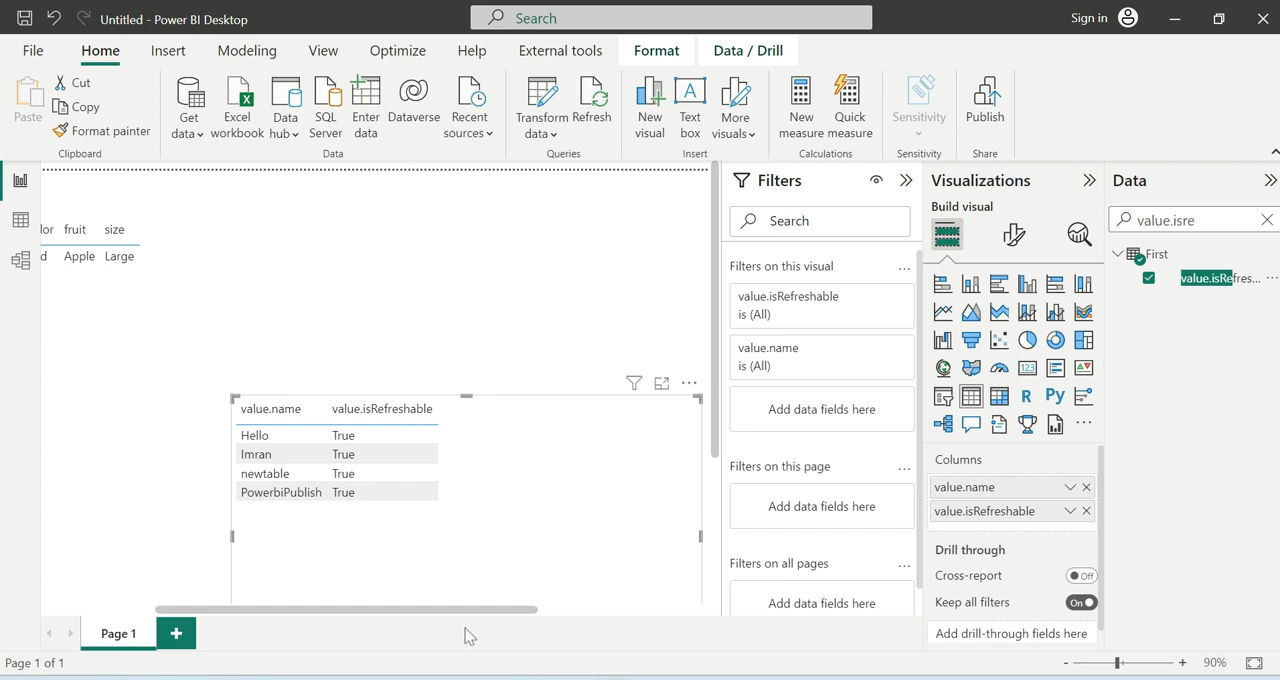 Untitled - Power BI Desktop
Search
Sign in
File
Home
Insert
Modeling
View
Optimize
Help
External tools
Format
Data / Drill
Paste
Cut
Copy
Format painter
Clipboard
Get data
Excel workbook
Data hub
SQL Server
Enter data
Dataverse
Recent sources
Data
Transform data
Refresh
Queries
New visual
Text box
More visuals
Insert
New measure
Quick measure
Calculations
Sensitivity
Sensitivity
Publish
Share
lor fruit size
d Apple Large
value.name value.isRefreshable
Hello True
Imran True
newtable True
PowerbiPublish True
Filters
Search
Filters on this visual
value.isRefreshable
is (All)
value.name
is (All)
Add data fields here
Filters on this page
Add data fields here
Filters on all pages
Add data fields here
Visualizations
Build visual
123
R
Py
Columns
value.name
value.isRefreshable
Drill through
Cross-report
Off
Keep all filters
On
Add drill-through fields here
Data
value.isre
First
value.isRefres...
Page 1
Page 1 of 1
- + 90%